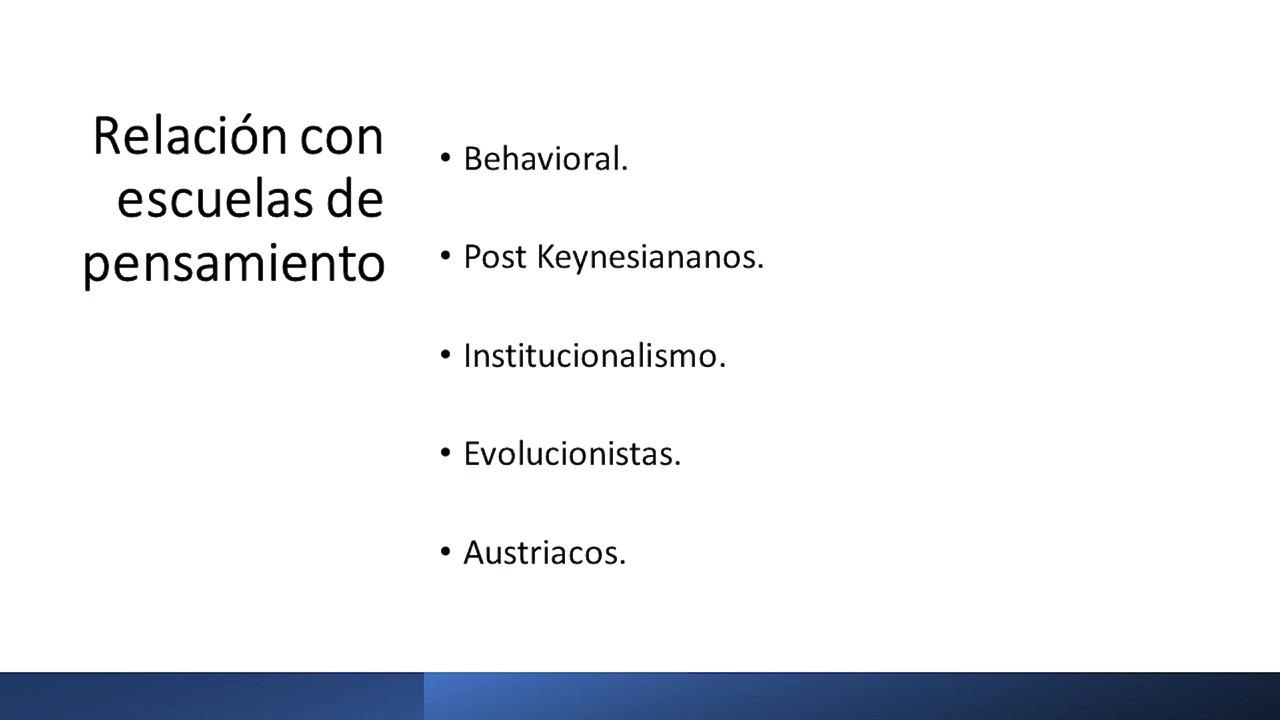 Relación con
escuelas de
pensamiento
• Behavioral.
• Post Keynesiananos.
• Institucionalismo.
• Evolucionistas.
• Austriacos.